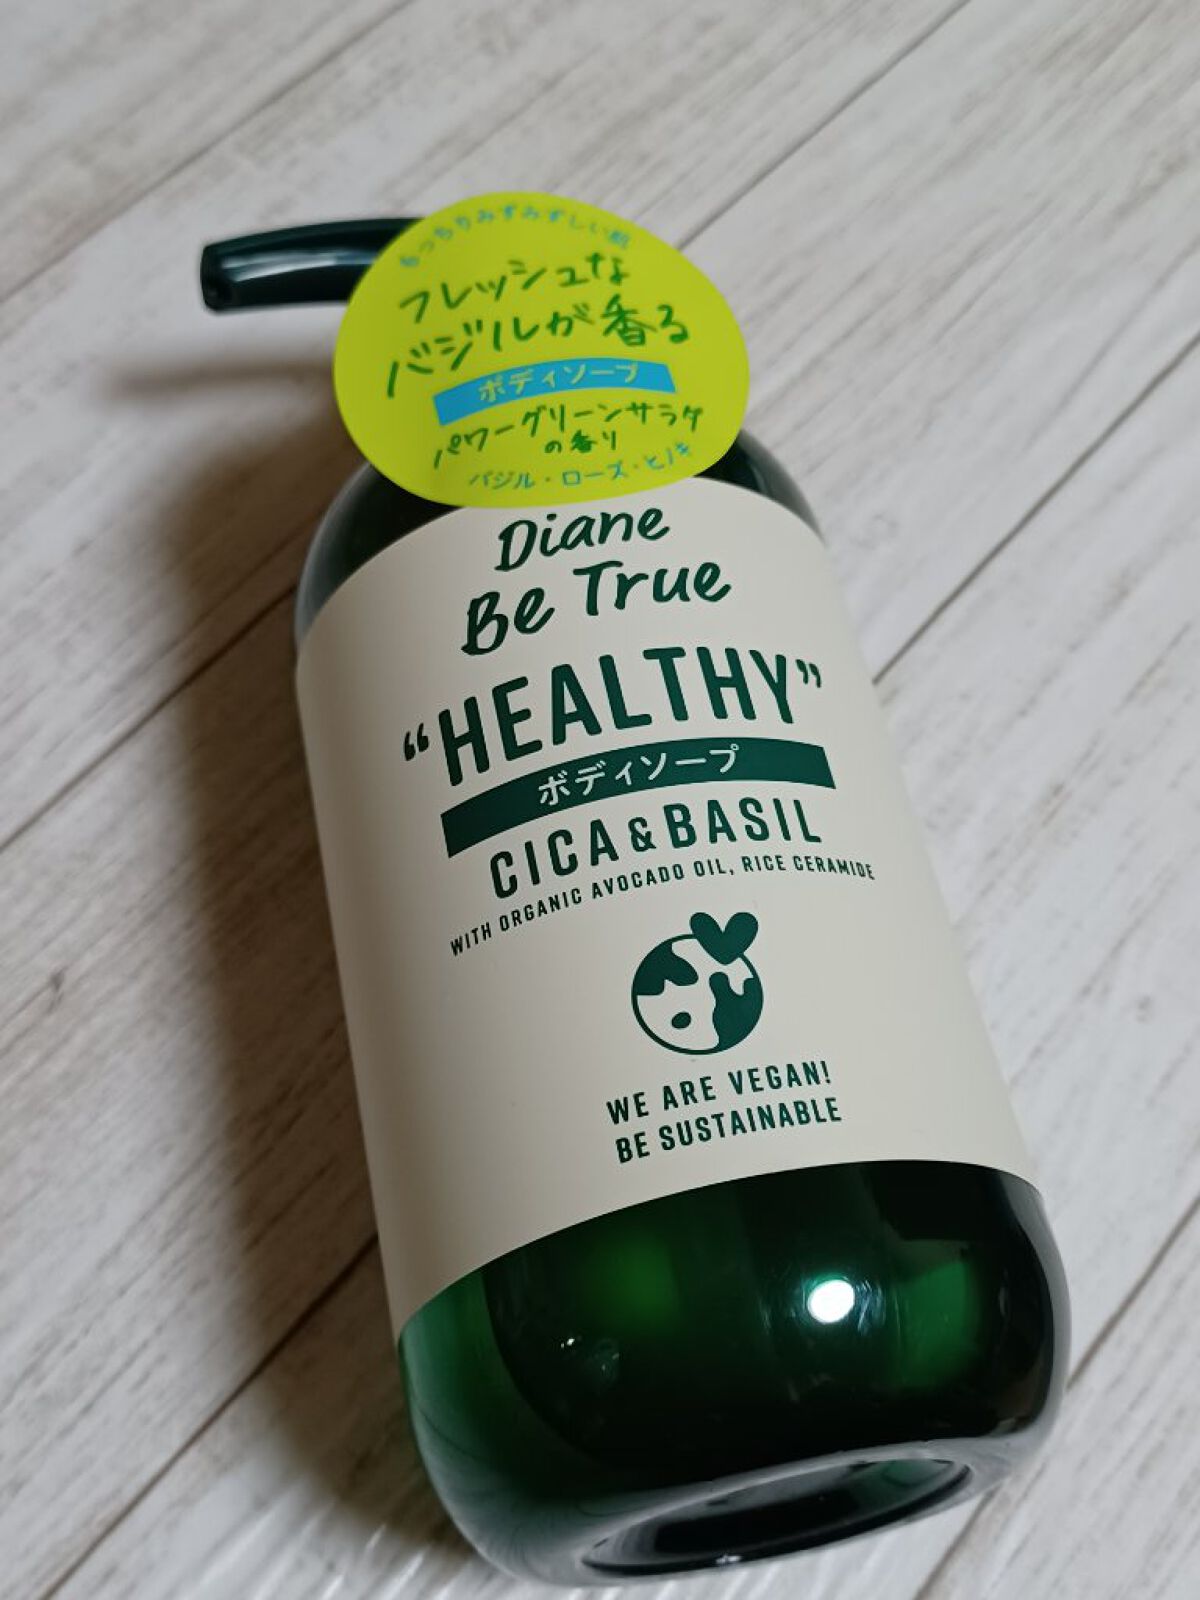 もっちりみずみずしい肌
フレッシュな
バジルが香る
ボディソープ
パワーグリーンサラダ
の香り
バジル・ローズ・ヒノキ
Diane
Be True
“HEALTHY”
ボディソープ
CICA & BASIL
WITH ORGANIC AVOCADO OIL, RICE CERAMIDE
WE ARE VEGAN!
BE SUSTAINABLE